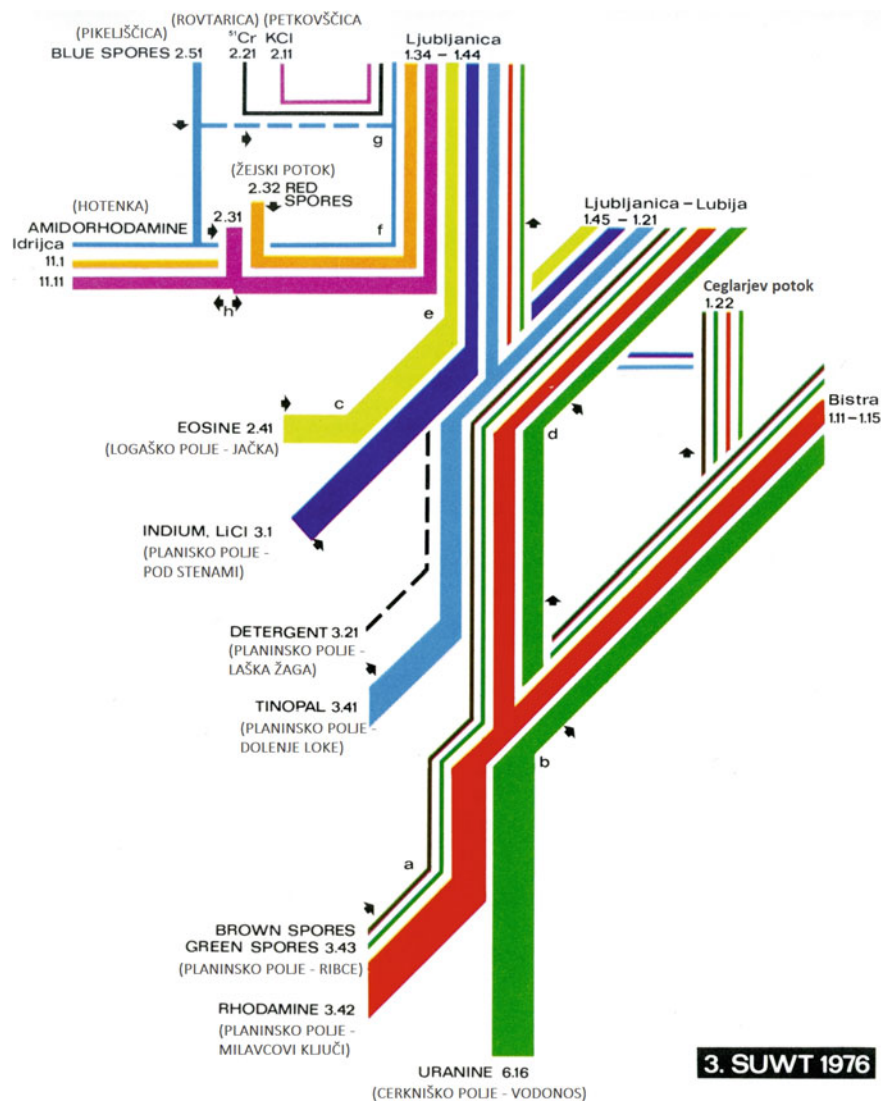 (PIKELJŠČICA)
(ROVTARICA) (PETKOVŠČICA
⁵¹Cr KCl
BLUE SPORES 2.51
2.21 2.11
Ljubljanica
1.34 – 1.44
g
(ŽEJSKI POTOK)
2.32 RED
SPORES
(HOTENKA)
2.31
AMIDORHODAMINE
Idrijca
11.1
11.11
f
h
e
Ljubljanica – Lubija
1.45 – 1.21
Ceglarjev potok
1.22
c
EOSINE 2.41
(LOGAŠKO POLJE - JAČKA)
Bistra
1.11 – 1.15
d
INDIUM, LiCl 3.1
(PLANISKO POLJE -
POD STENAMI)
DETERGENT 3.21
(PLANINSKO POLJE -
LAŠKA ŽAGA)
TINOPAL 3.41
(PLANINSKO POLJE -
DOLENJE LOKE)
b
a
BROWN SPORES
GREEN SPORES 3.43
(PLANINSKO POLJE - RIBCE)
RHODAMINE 3.42
(PLANINSKO POLJE -
MILAVCOVI KLJUČI)
URANINE 6.16
(CERKNIŠKO POLJE - VODONOS)
3. SUWT 1976